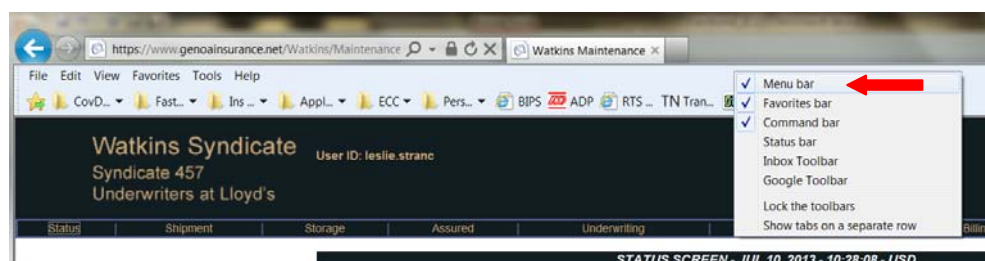 https://www.genoainsurance.net/Watkins/Maintenance
Watkins Maintenance
File Edit View Favorites Tools Help
CovD... Fast... Ins ... Appl... ECC Pers... BIPS ADP RTS ... TN Tran...
Menu bar
Favorites bar
Command bar
Status bar
Inbox Toolbar
Google Toolbar
Lock the toolbars
Show tabs on a separate row
Watkins Syndicate User ID: leslie.stranc
Syndicate 457
Underwriters at Lloyd's
Status | Shipment | Storage | Assured | Underwriting |
STATUS SCREEN - JUL 10, 2013 - 10:28:08 - USD